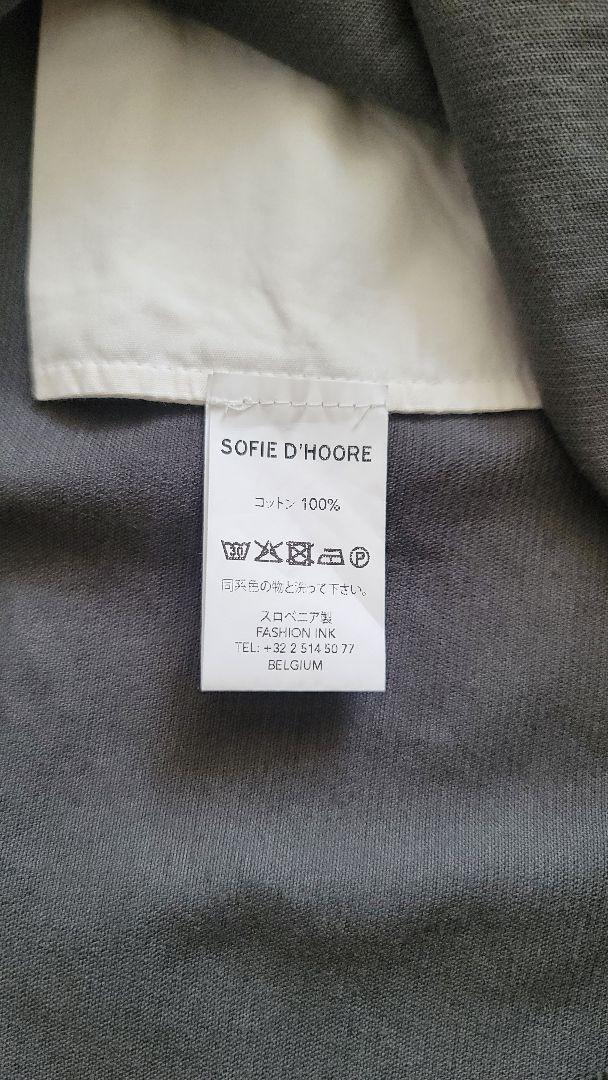 SOFIE D'HOORE
コットン 100%
30 P
同系色の物と洗って下さい。
スロベニア製
FASHION INK
TEL: +32 2 514 50 77
BELGIUM